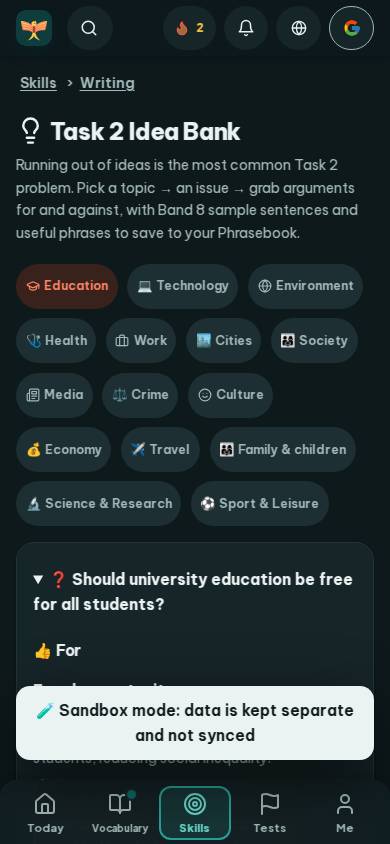 2
Skills > Writing
Task 2 Idea Bank
Running out of ideas is the most common Task 2
problem. Pick a topic → an issue → grab arguments
for and against, with Band 8 sample sentences and
useful phrases to save to your Phrasebook.
Education Technology Environment
Health Work Cities Society
Media Crime Culture
Economy Travel Family & children
Science & Research Sport & Leisure
▼ ❓ Should university education be free
for all students?
👍 For
🧪 Sandbox mode: data is kept separate
and not synced
students, reducing social inequality.
Today Vocabulary Skills Tests Me